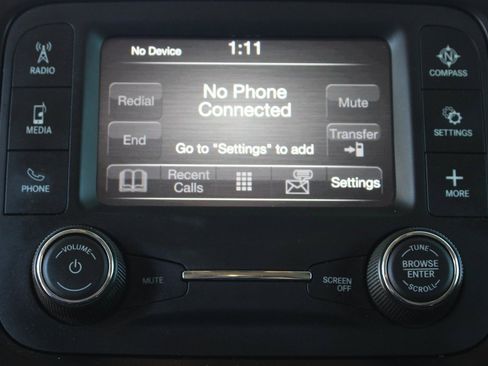 No Device
1:11
RADIO
MEDIA
PHONE
No Phone
Connected
Redial
Mute
End
Transfer
Go to "Settings" to add
Recent
Calls
Settings
N
COMPASS
SETTINGS
MORE
VOLUME
MUTE
SCREEN
OFF
TUNE
BROWSE
ENTER
SCROLL